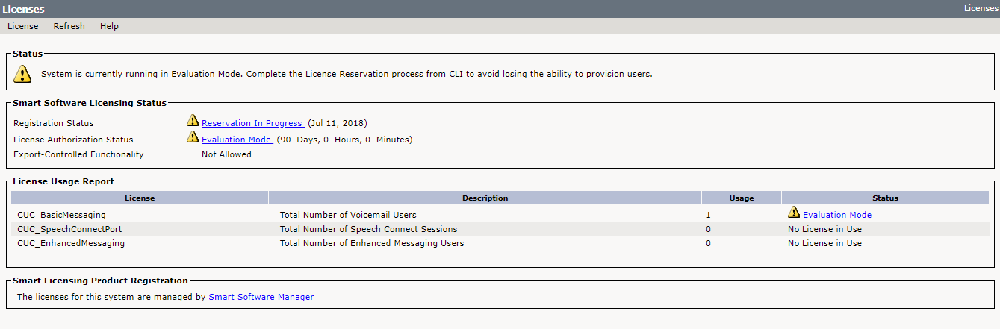 Licenses Licenses
License Refresh Help
Status
System is currently running in Evaluation Mode. Complete the License Reservation process from CLI to avoid losing the ability to provision users.
Smart Software Licensing Status
Registration Status Reservation In Progress (Jul 11, 2018)
License Authorization Status Evaluation Mode (90 Days, 0 Hours, 0 Minutes)
Export-Controlled Functionality Not Allowed
License Usage Report
License Description Usage Status
CUC_BasicMessaging Total Number of Voicemail Users 1 Evaluation Mode
CUC_SpeechConnectPort Total Number of Speech Connect Sessions 0 No License in Use
CUC_EnhancedMessaging Total Number of Enhanced Messaging Users 0 No License in Use
Smart Licensing Product Registration
The licenses for this system are managed by Smart Software Manager